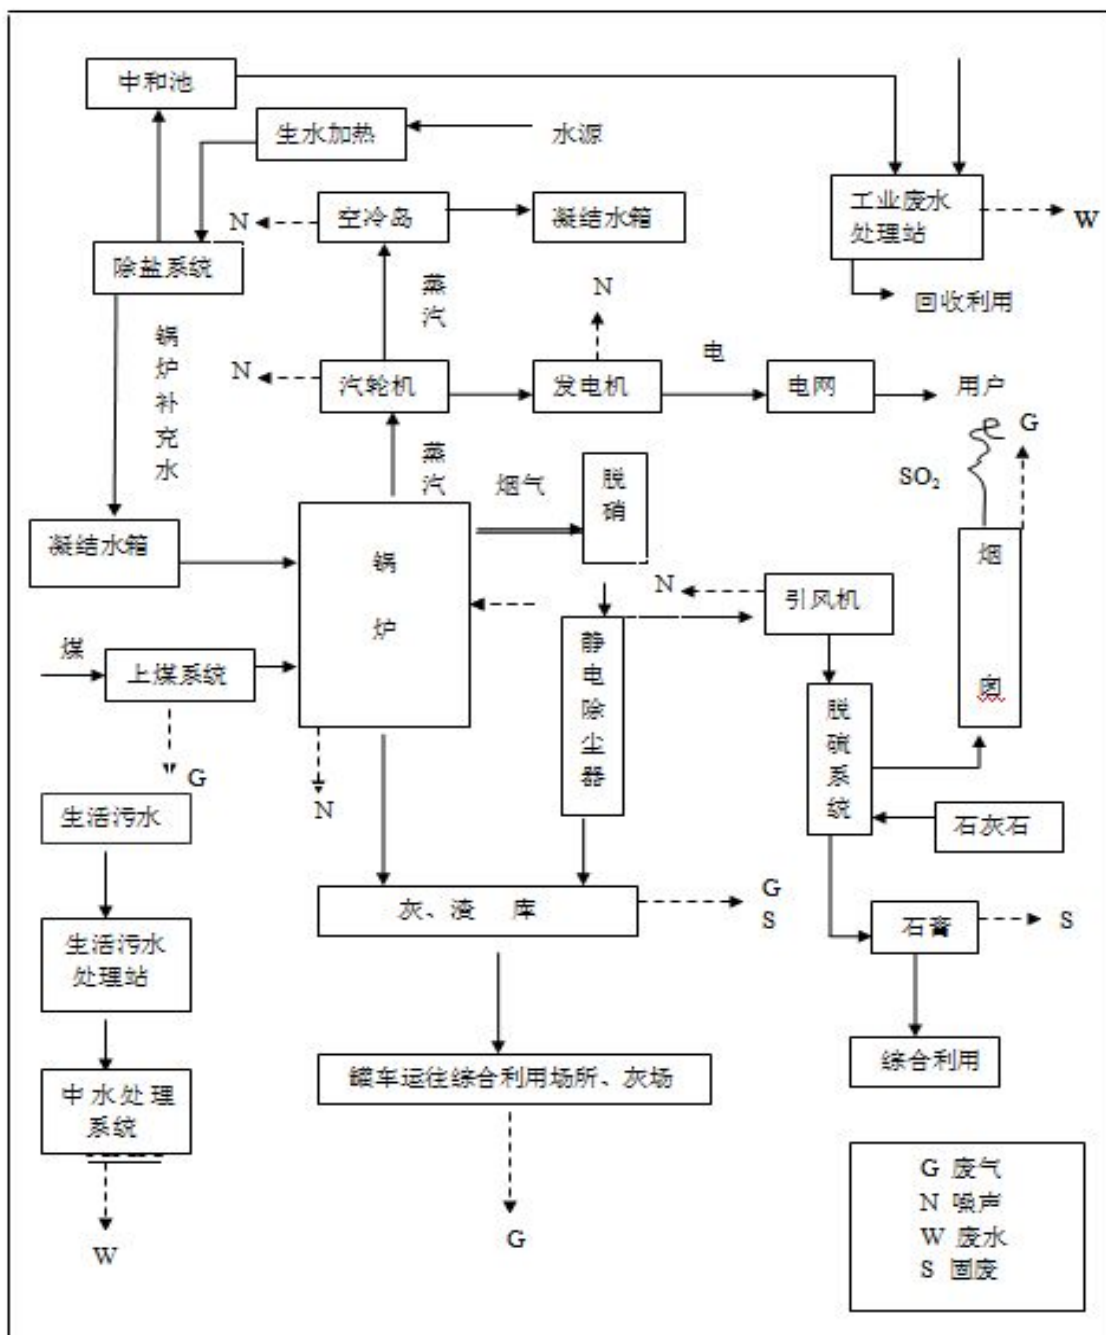 中和池
生水加热
水源
工业废水
处理站
W
N
空冷岛
凝结水箱
除盐系统
蒸
汽
N
回收利用
锅
炉
补
充
水
N
汽轮机
发电机
电
电网
用户
G
蒸
汽
烟气
脱
硝
SO₂
凝结水箱
锅
炉
烟
囱
N
引风机
煤
上煤系统
静
电
除
尘
器
脱
硫
系
统
G
N
生活污水
石灰石
灰、渣 库
G
S
石膏
S
生活污水
处理站
罐车运往综合利用场所、灰场
综合利用
中水处理
系统
W
G
G 废气
N 噪声
W 废水
S 固废